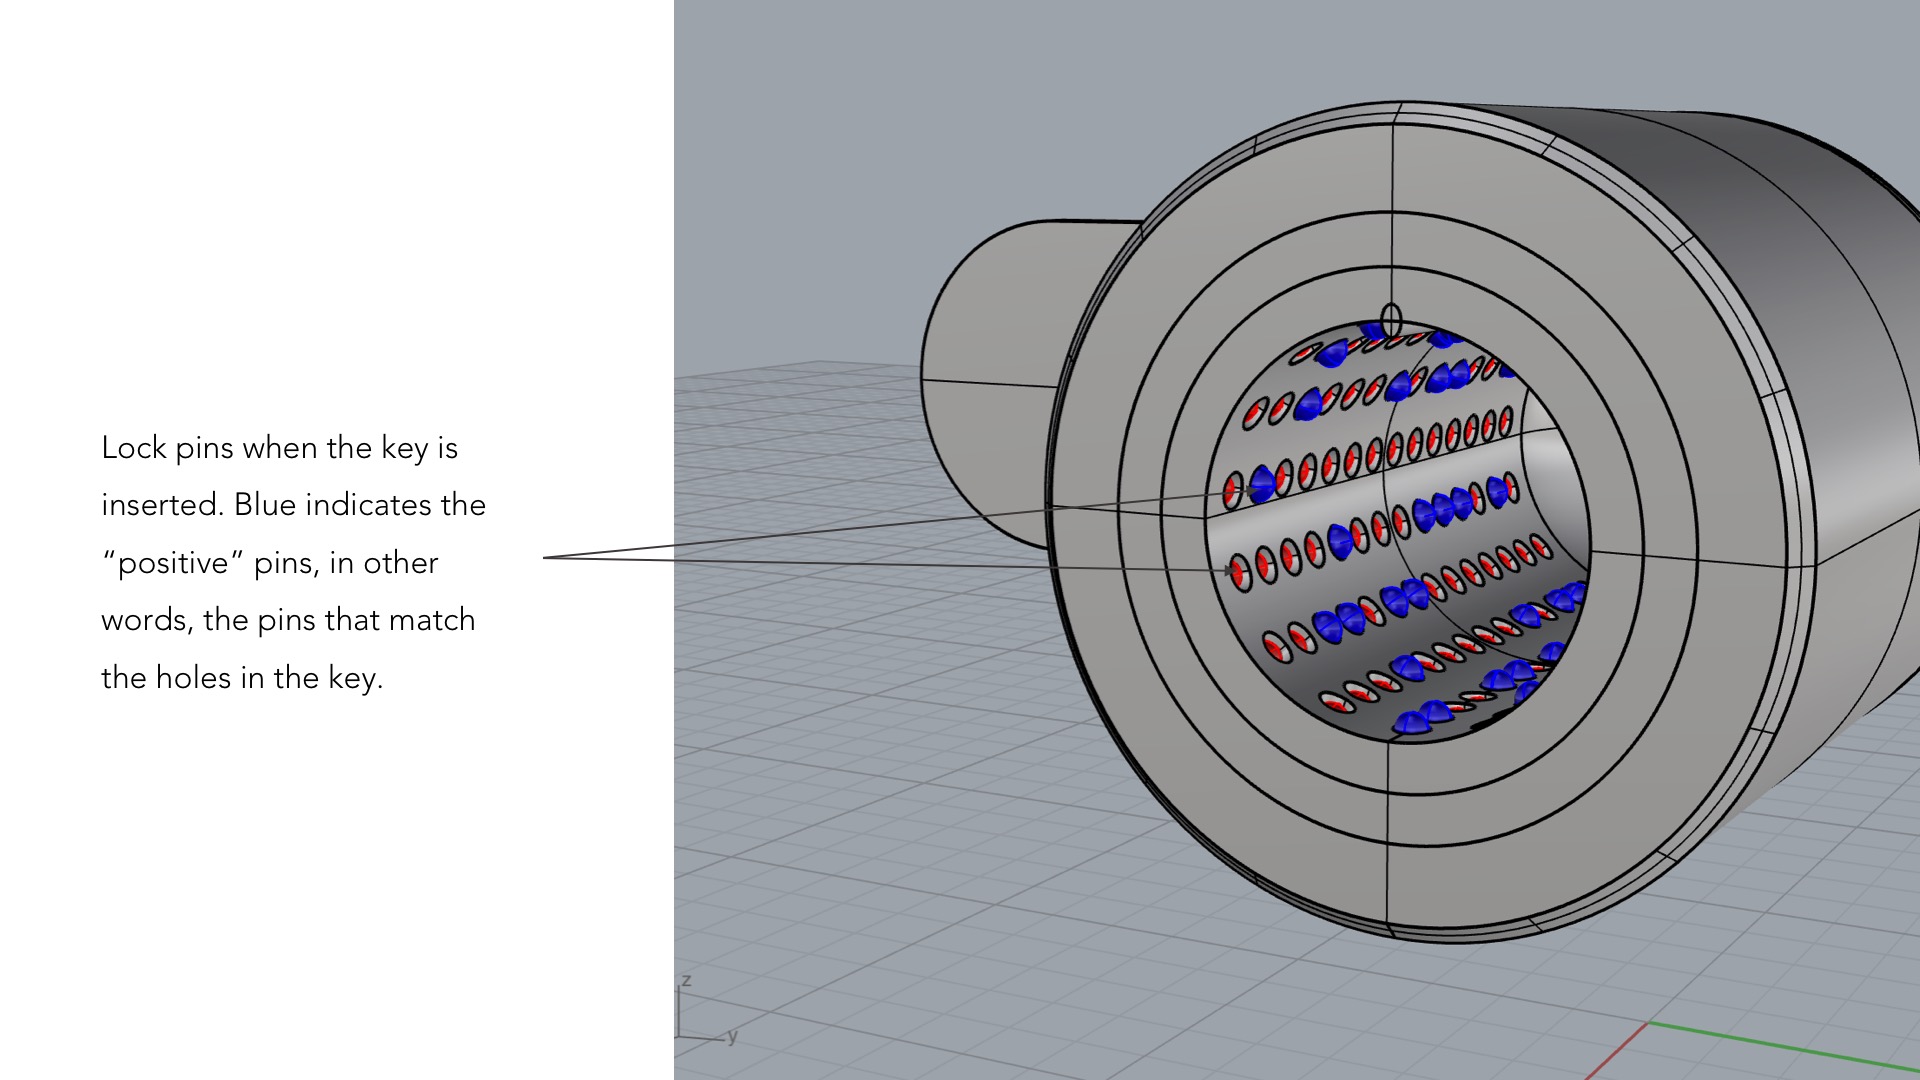 Lock pins when the key is
inserted. Blue indicates the
“positive” pins, in other
words, the pins that match
the holes in the key.
z
y